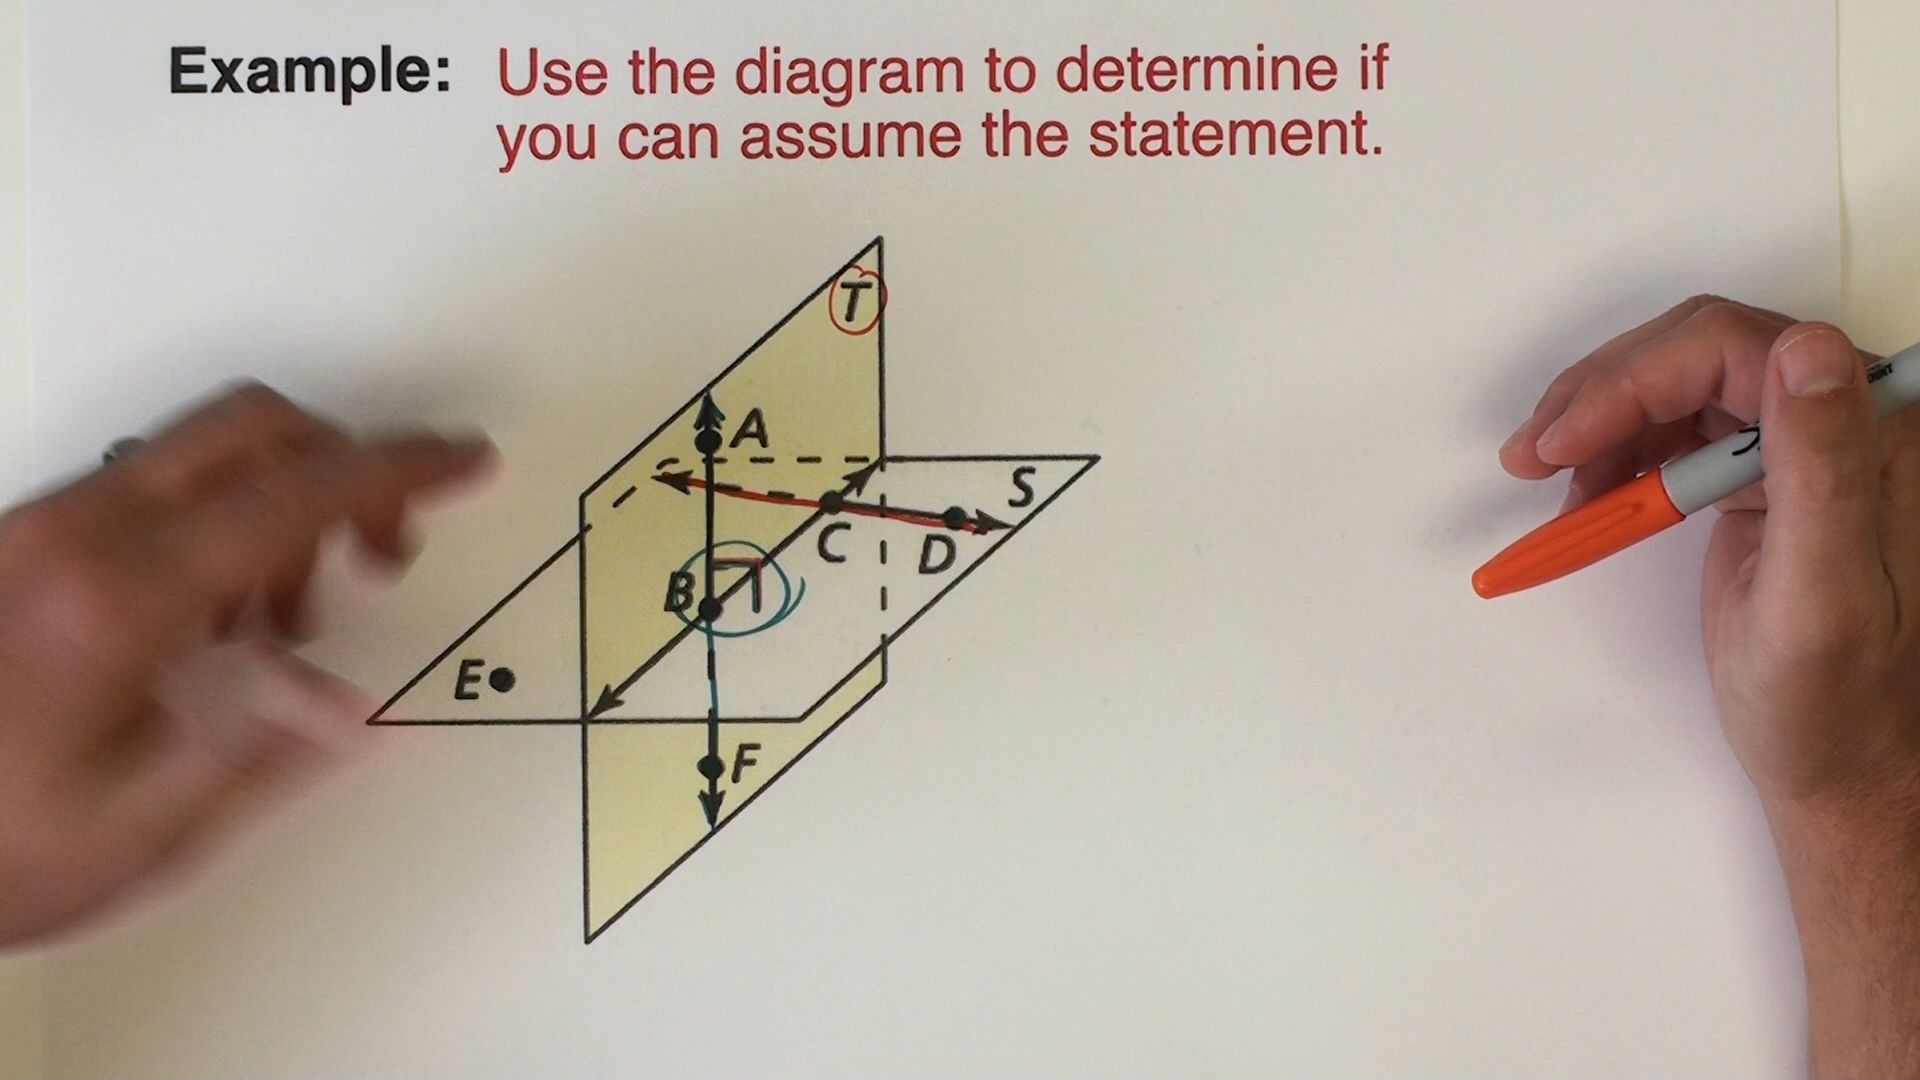 Example: Use the diagram to determine if
you can assume the statement.
T
A
S
C
D
B
E
F